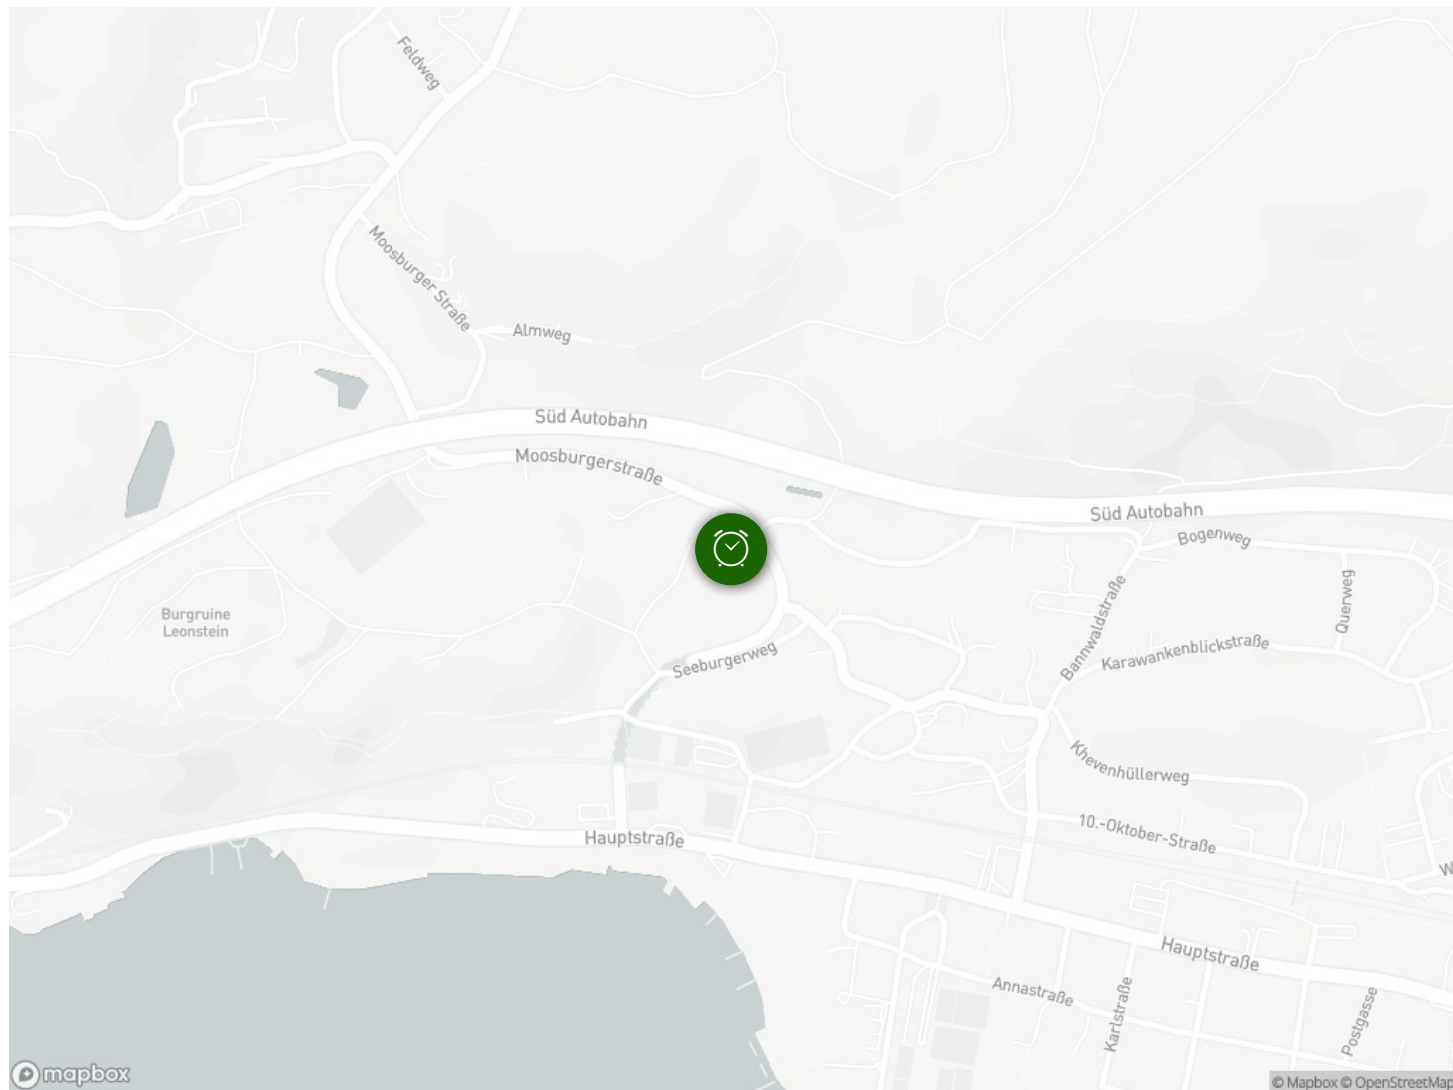 Feldweg
Moosburger Straße
Almweg
Süd Autobahn
Moosburgerstraße
Süd Autobahn
Bogenweg
Querweg
Bannwaldstraße
Burgruine
Leonstein
Karawankenblickstraße
Seeburgerweg
Khevenhüllerweg
10.-Oktober-Straße
Hauptstraße
W
Hauptstraße
Annastraße
Karlstraße
Postgasse
mapbox
© Mapbox © OpenStreetMap